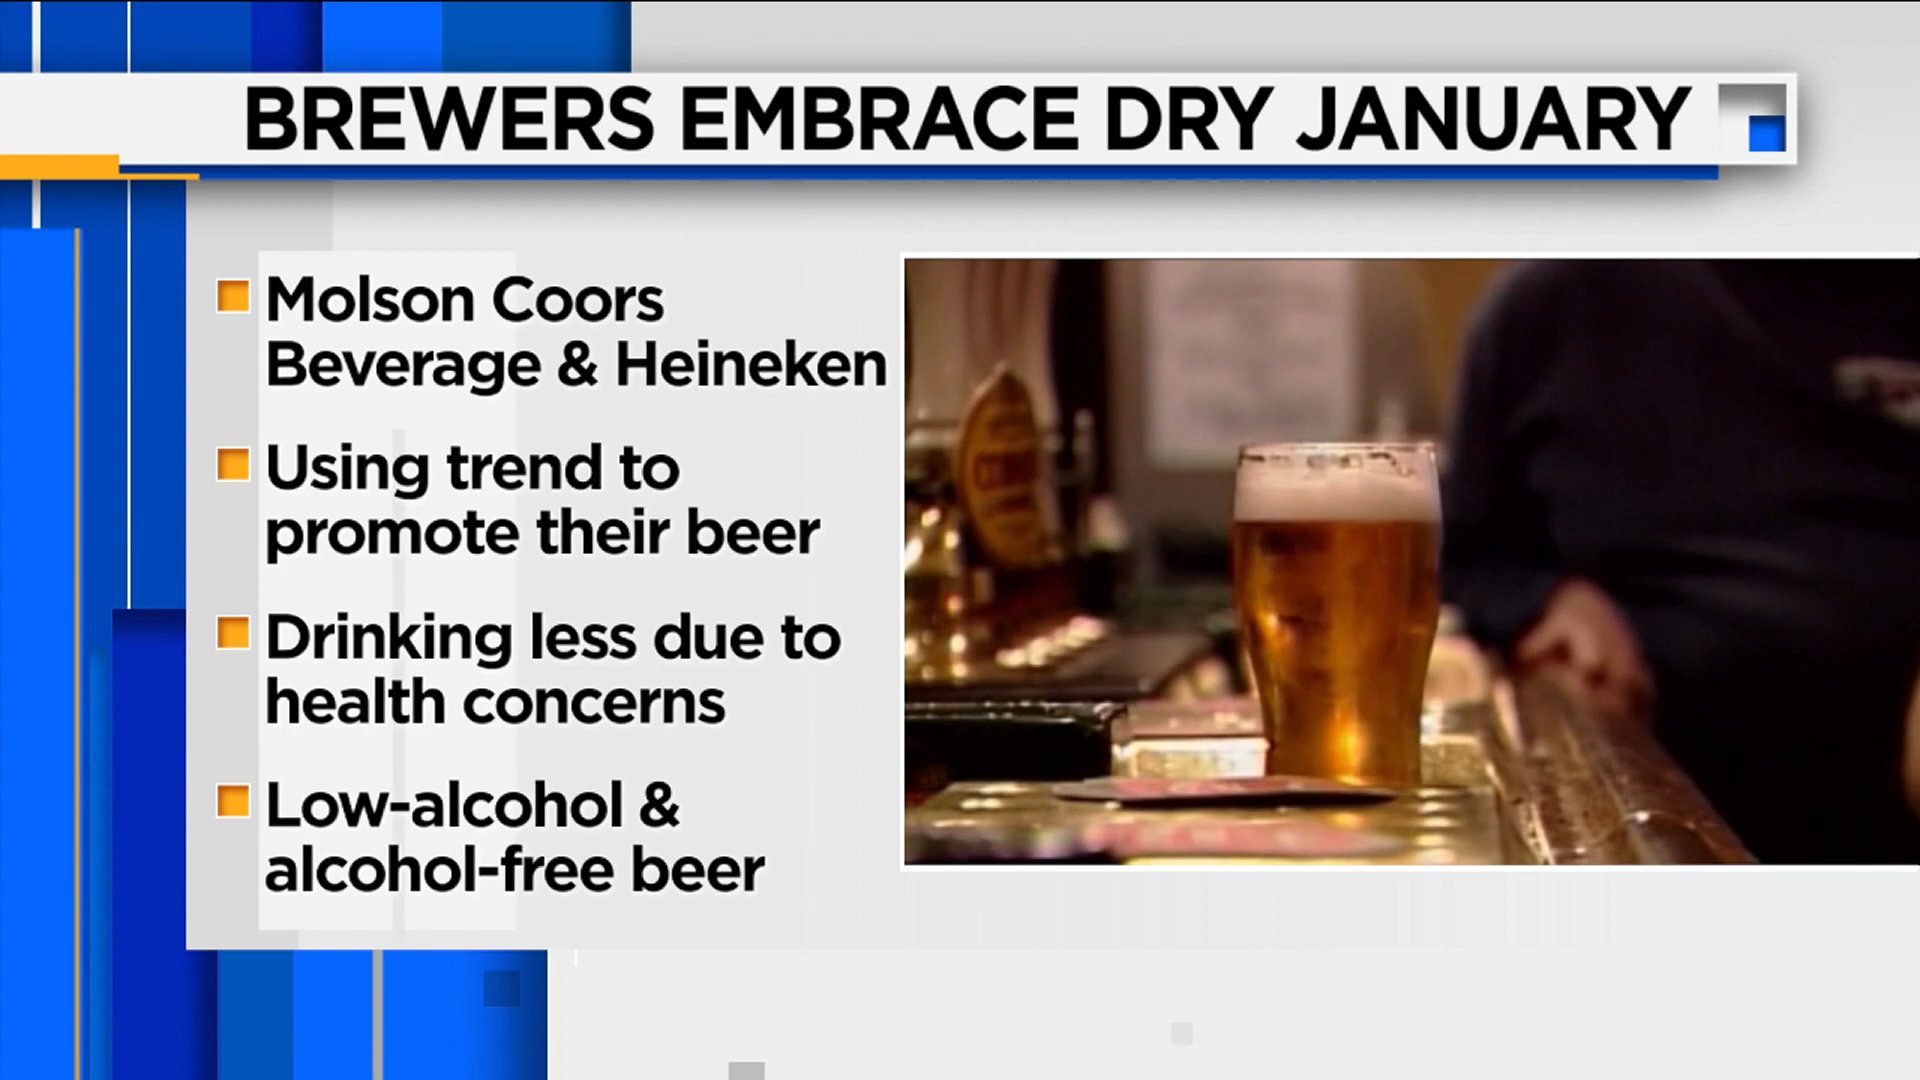 BREWERS EMBRACE DRY JANUARY
Molson Coors
Beverage & Heineken
Using trend to
promote their beer
Drinking less due to
health concerns
Low-alcohol &
alcohol-free beer